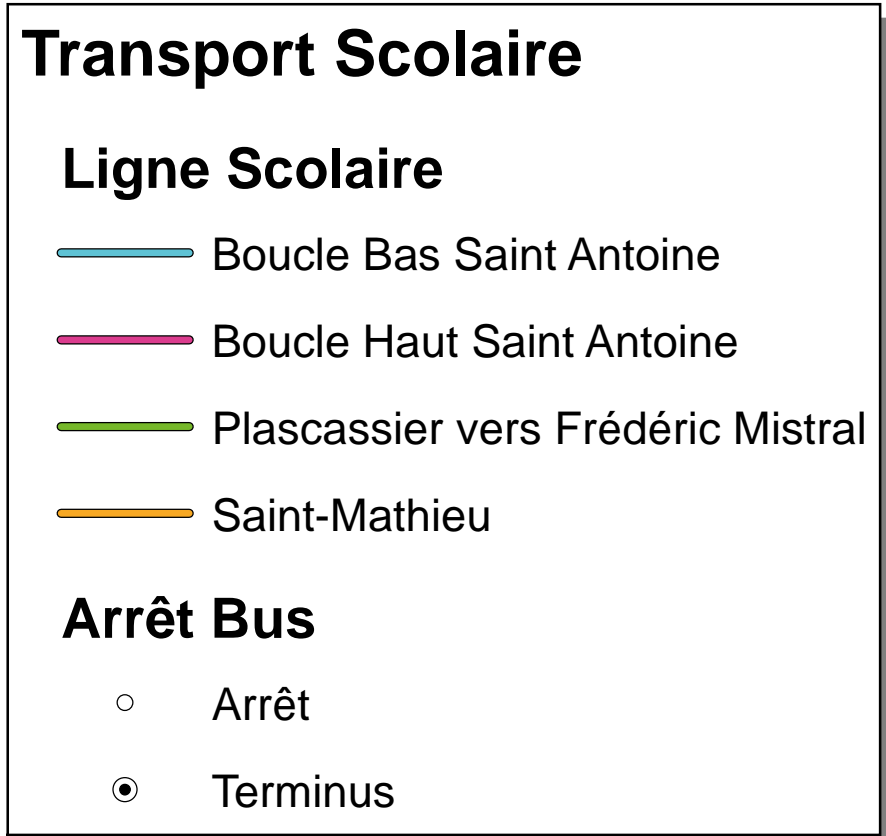 Transport Scolaire
Ligne Scolaire
Boucle Bas Saint Antoine
Boucle Haut Saint Antoine
Plascassier vers Frédéric Mistral
Saint-Mathieu
Arrêt Bus
Arrêt
Terminus